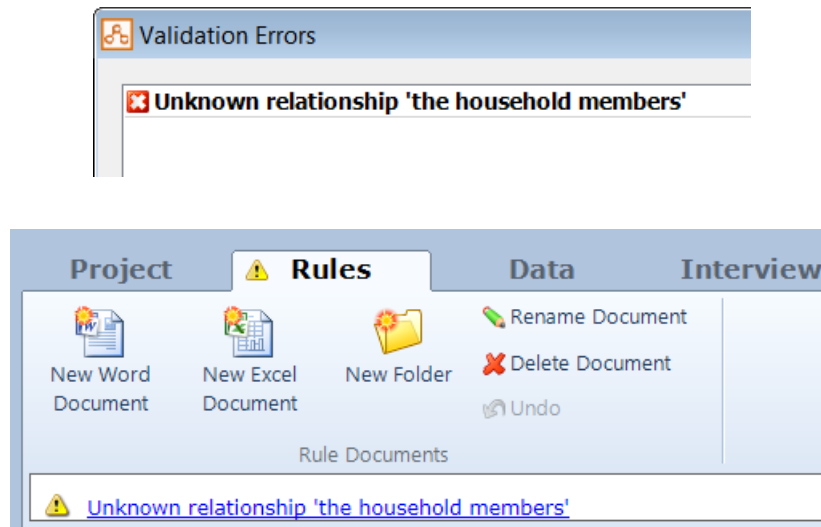 Validation Errors
Unknown relationship 'the household members'
Project Rules Data Interview
New Word Document
New Excel Document
New Folder
Rename Document
Delete Document
Undo
Rule Documents
Unknown relationship 'the household members'